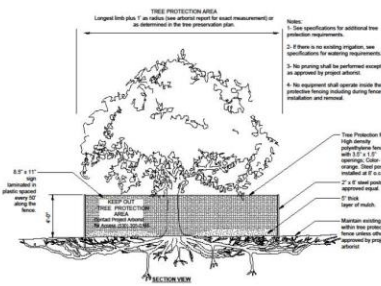 TREE PROTECTION AREA
Longest limb plus 1' as radius (see arborist report for exact measurement) or
as determined in the tree preservation plan.
Notes:
1- See specifications for additional tree
protection requirements.
2- If there is no existing irrigation, see
specifications for watering requirements.
3- No pruning shall be performed except
as approved by project arborist.
4- No equipment shall operate inside the
protective fencing including during fence
installation and removal.
8.5" x 11"
sign
laminated in
plastic spaced
every 50'
along the
fence.
4'-0"
KEEP OUT
TREE PROTECTION
AREA
Contact Project Arborist
for Access
Tree Protection
High density
polyethylene
with 3.5" x 1.5"
openings; Color-
orange. Steel
installed at 8' o.c.
2" x 6' steel
approved equal.
5" thick
layer of mulch.
Maintain existing
within tree
fence unless
approved by
arborist
SECTION VIEW